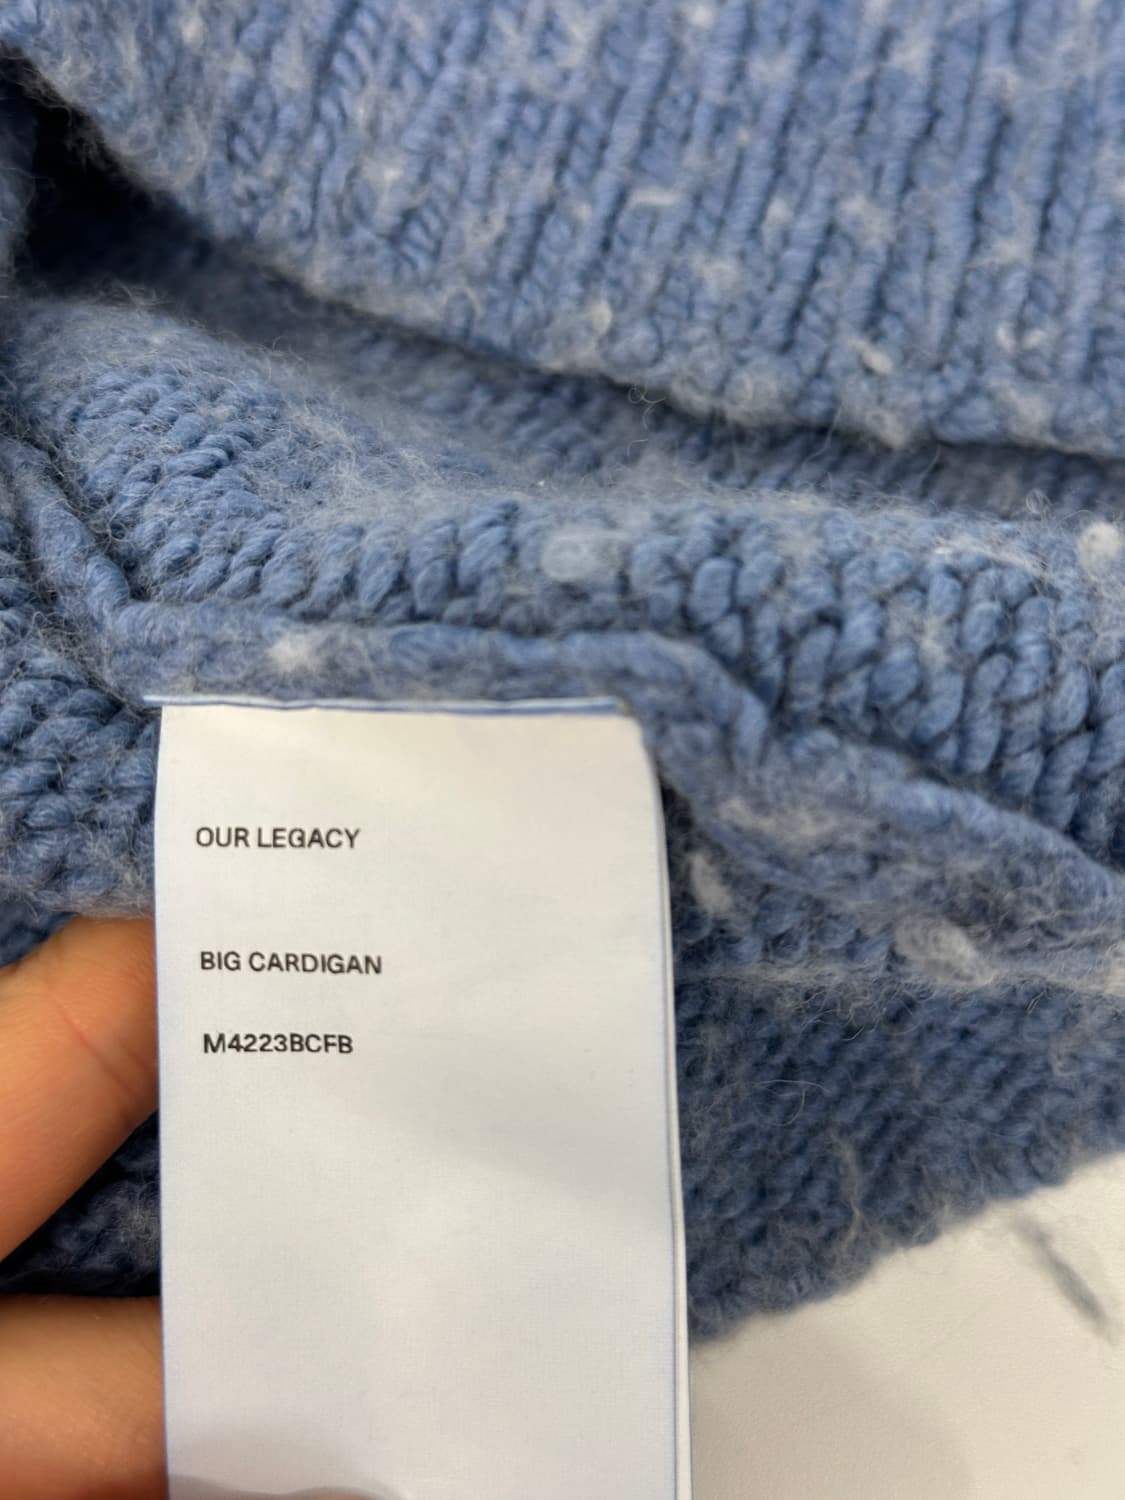 OUR LEGACY
BIG CARDIGAN
M4223BCFB